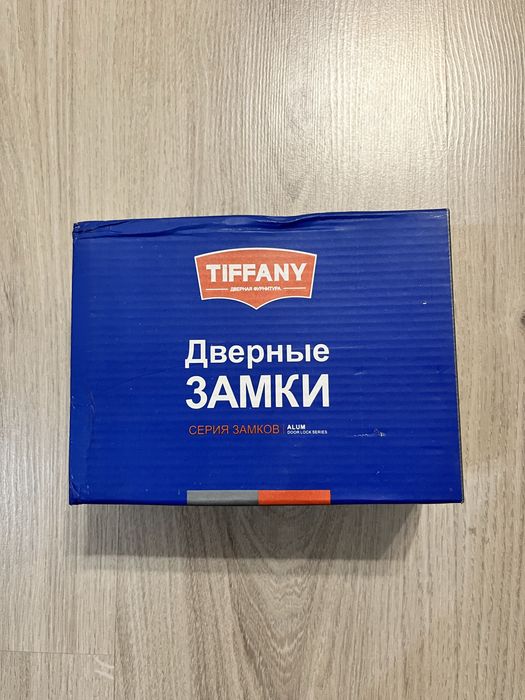 TIFFANY
ДВЕРНАЯ ФУРНИТУРА
Дверные
ЗАМКИ
СЕРИЯ ЗАМКОВ | ALUM
DOOR LOCK SERIES